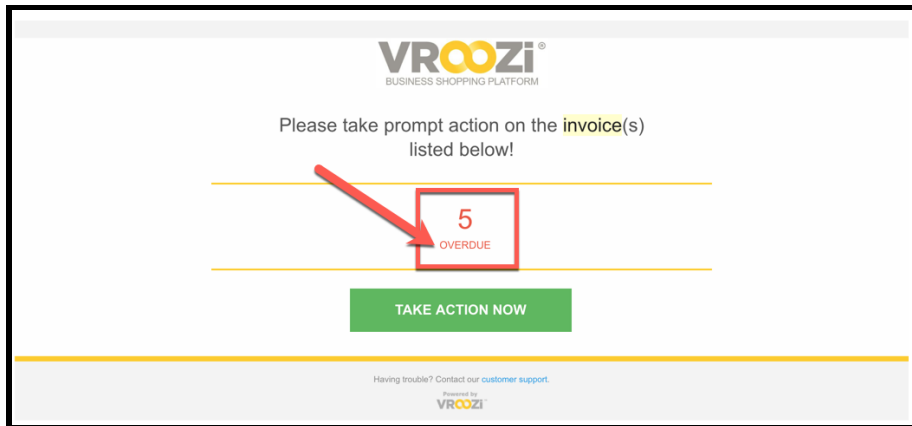 VROOZi®
BUSINESS SHOPPING PLATFORM
Please take prompt action on the invoice(s)
listed below!
5
OVERDUE
TAKE ACTION NOW
Having trouble? Contact our customer support.
Powered by
VROOZi